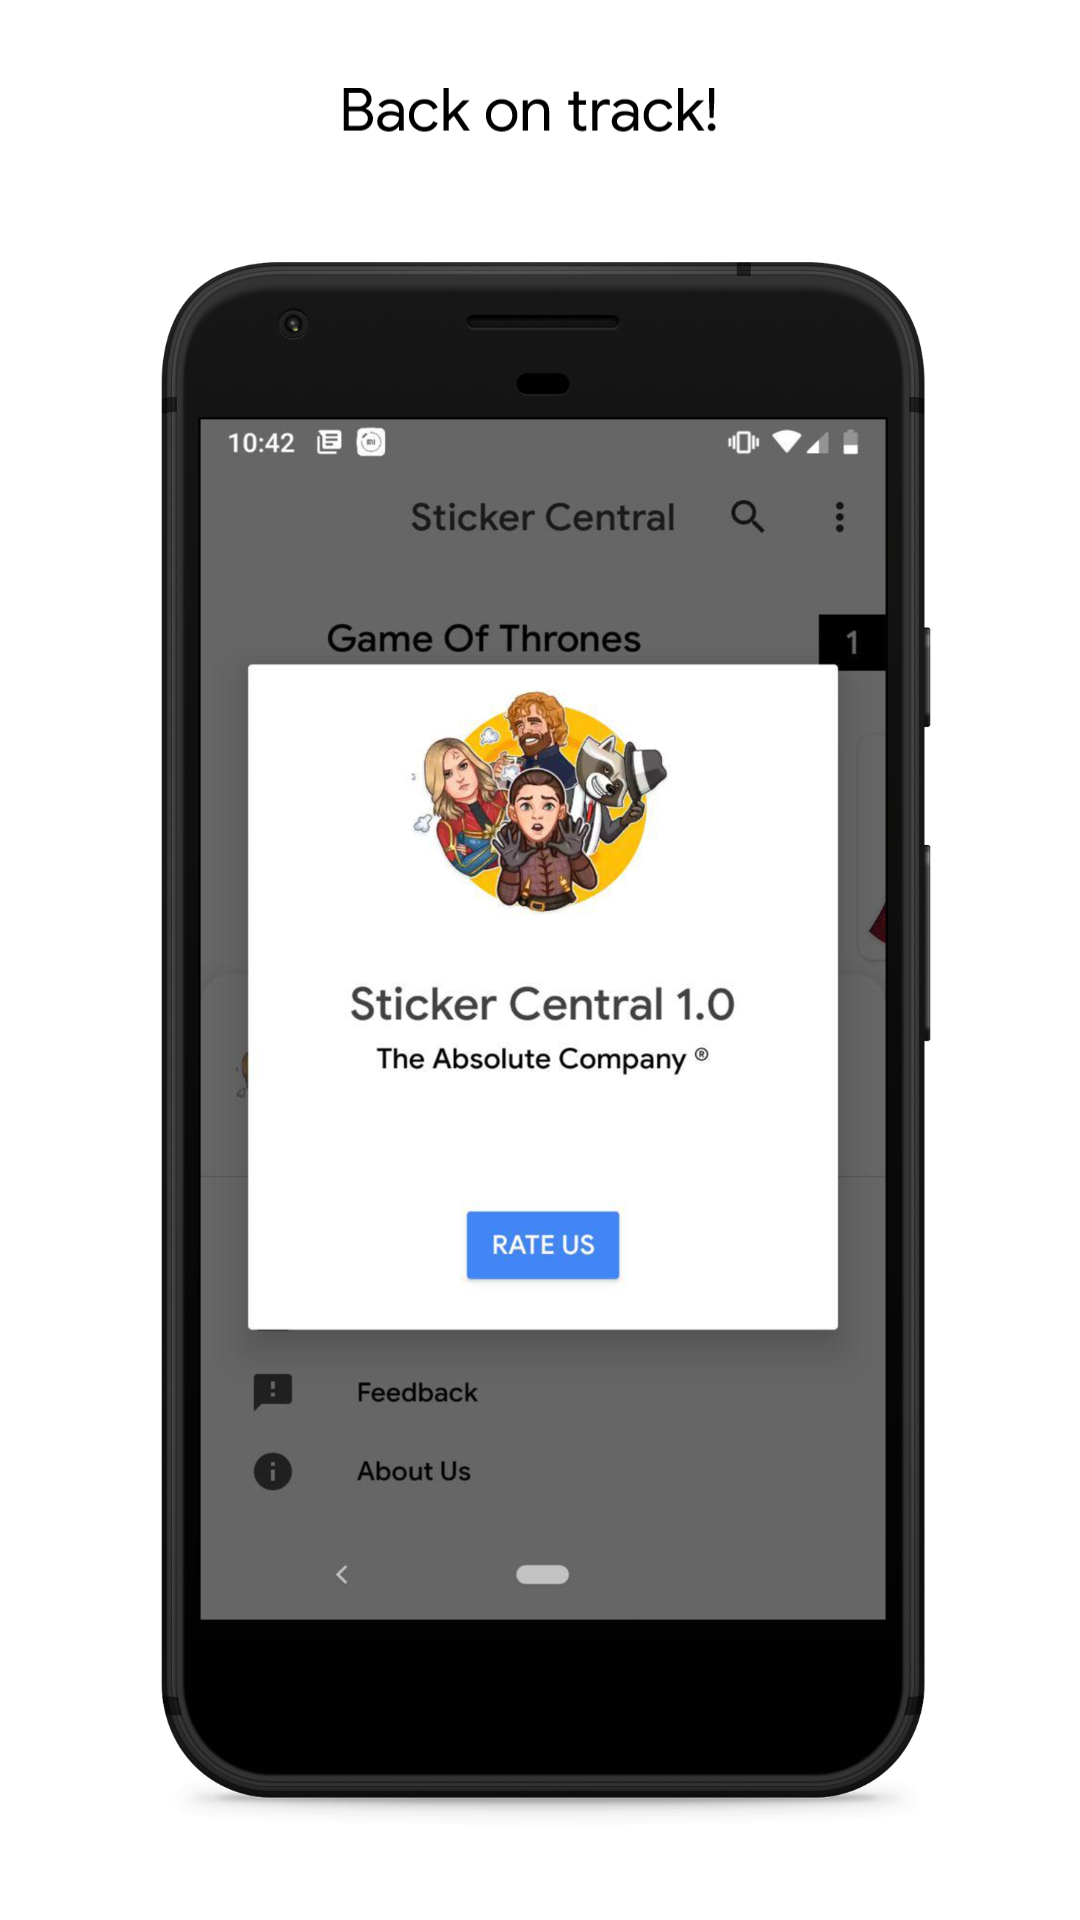 Back on track!
10:42
Sticker Central
Game Of Thrones
1
Sticker Central 1.0
The Absolute Company ®
RATE US
Feedback
About Us